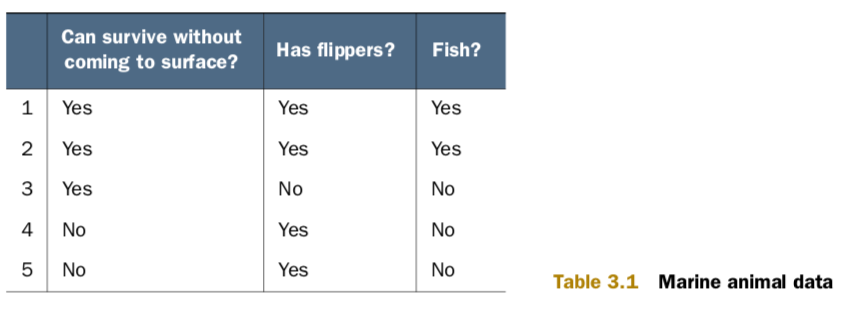 Can survive without coming to surface? Has flippers? Fish?
1 Yes Yes Yes
2 Yes Yes Yes
3 Yes No No
4 No Yes No
5 No Yes No
Table 3.1 Marine animal data